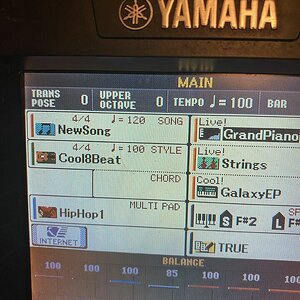 YAMAHA
MAIN
TRANS POSE 0 UPPER OCTAVE 0 TEMPO ♩=100 BAR
4/4 ♩=120 SONG
NewSong
4/4 ♩=100 STYLE
Cool8Beat
CHORD
MULTI PAD
HipHop1
INTERNET
Live!
GrandPiano
Live!
Strings
Cool!
GalaxyEP
S F#2 L F#
TRUE
BALANCE
100 100 100 85 100 100 100